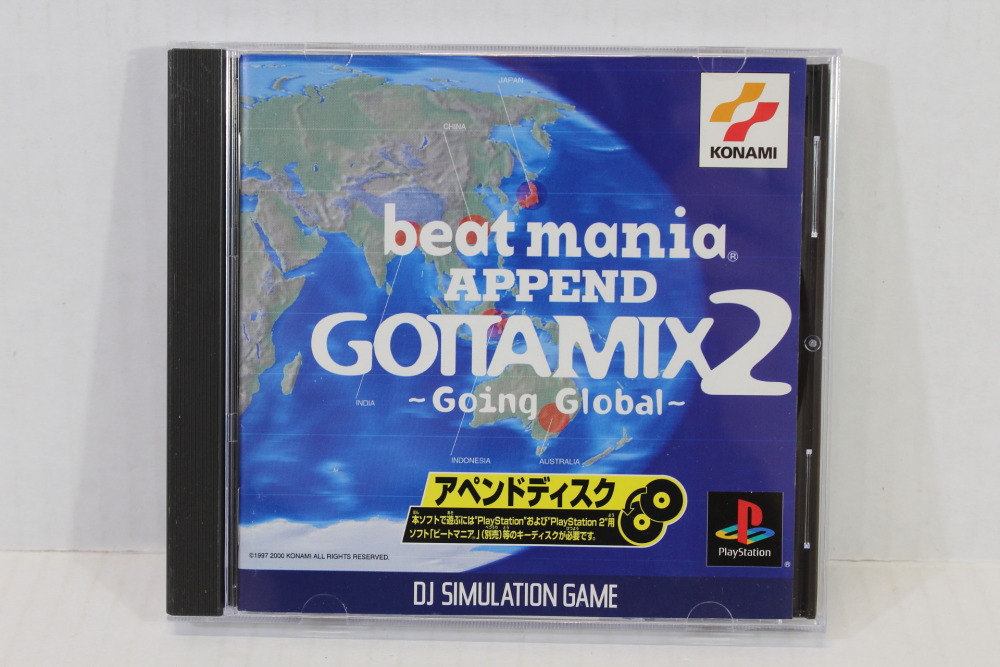 JAPAN
CHINA
KONAMI
beat mania®
APPEND
GOTTAMIX2
~Going Global~
INDIA
INDONESIA
AUSTRALIA
アペンドディスク
本ソフトで遊ぶには"PlayStation"および"PlayStation 2"用
ソフト「ビートマニア」(別売)等のキーディスクが必要です。
©1997 2000 KONAMI ALL RIGHTS RESERVED.
PlayStation
®
DJ SIMULATION GAME